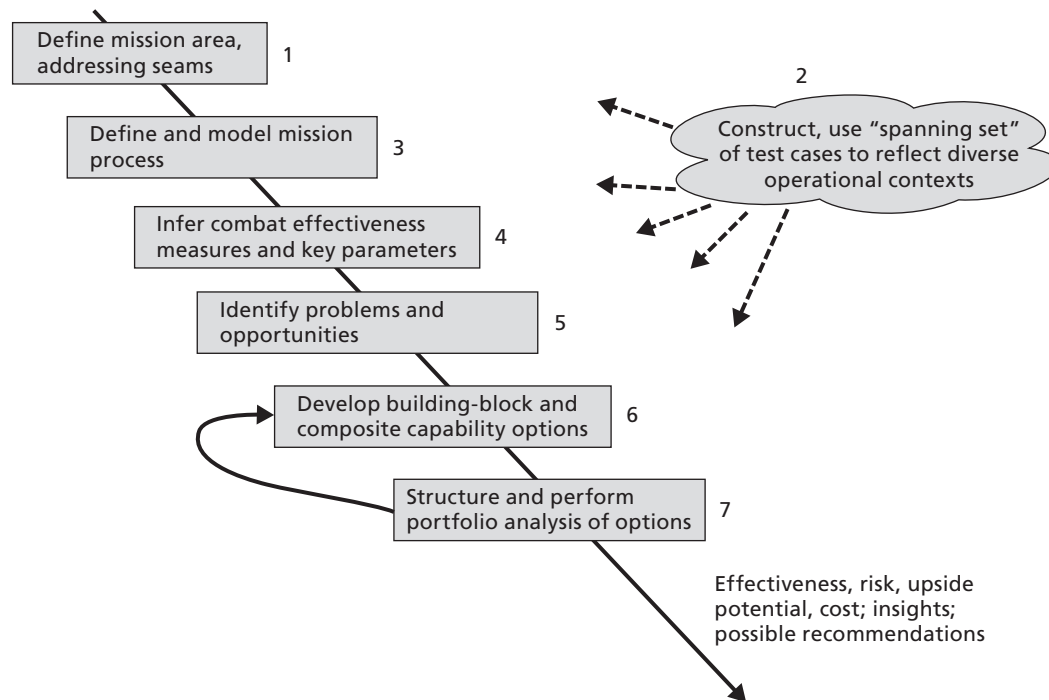 Define mission area,
addressing seams
1
2
Construct, use “spanning set”
of test cases to reflect diverse
operational contexts
Define and model mission
process
3
Infer combat effectiveness
measures and key parameters
4
Identify problems and
opportunities
5
Develop building-block and
composite capability options
6
Structure and perform
portfolio analysis of options
7
Effectiveness, risk, upside
potential, cost; insights;
possible recommendations